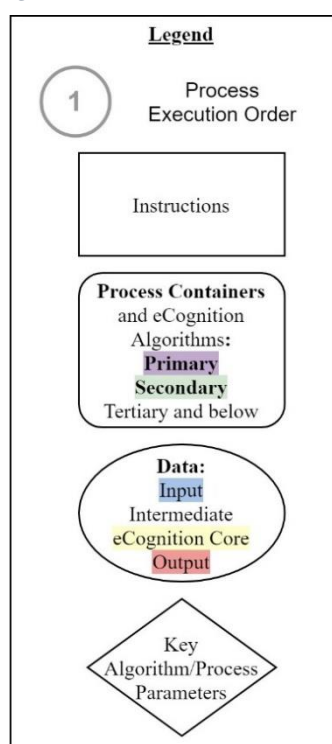 Legend
1
Process
Execution Order
Instructions
Process Containers
and eCognition
Algorithms:
Primary
Secondary
Tertiary and below
Data:
Input
Intermediate
eCognition Core
Output
Key
Algorithm/Process
Parameters